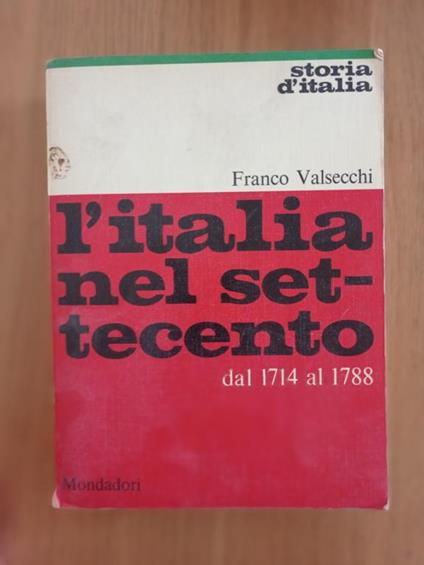 storia
d'italia
Franco Valsecchi
l'italia
nel set-
tecento
dal 1714 al 1788
Mondadori